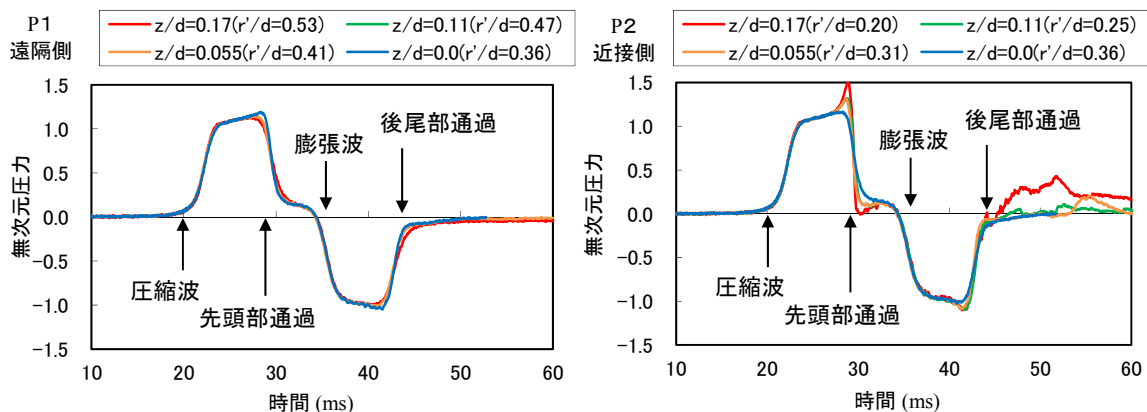 P1
遠隔側
z/d=0.17(r'/d=0.53)
z/d=0.11(r'/d=0.47)
z/d=0.055(r'/d=0.41)
z/d=0.0(r'/d=0.36)
1.5
1.0
0.5
0.0
−0.5
−1.0
−1.5
無次元圧力
膨張波
後尾部通過
圧縮波
先頭部通過
10 20 30 40 50 60
時間 (ms)
P2
近接側
z/d=0.17(r'/d=0.20)
z/d=0.11(r'/d=0.25)
z/d=0.055(r'/d=0.31)
z/d=0.0(r'/d=0.36)
1.5
1.0
0.5
0.0
−0.5
−1.0
−1.5
無次元圧力
膨張波
後尾部通過
圧縮波
先頭部通過
10 20 30 40 50 60
時間 (ms)